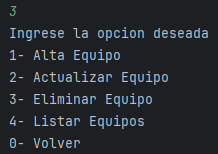 3
Ingrese la opcion deseada
1- Alta Equipo
2- Actualizar Equipo
3- Eliminar Equipo
4- Listar Equipos
0- Volver